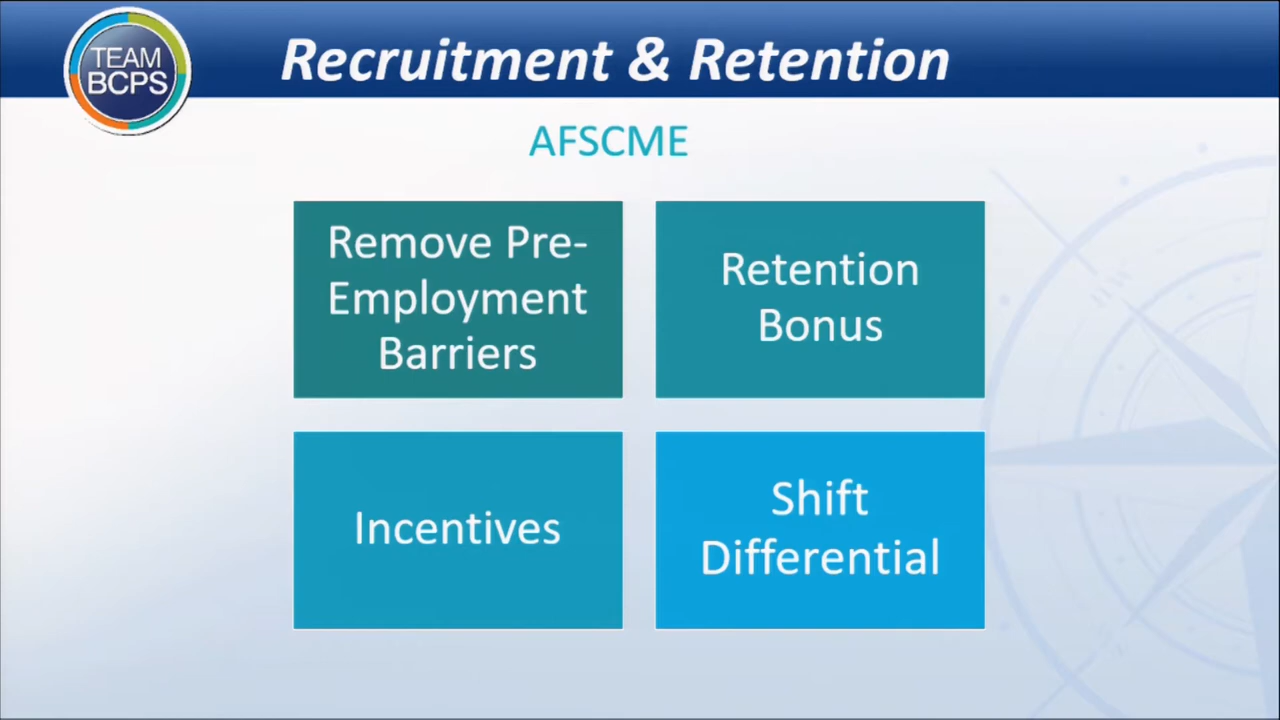 TEAM
BCPS
Recruitment & Retention
AFSCME
Remove Pre-
Employment
Barriers
Retention
Bonus
Incentives
Shift
Differential